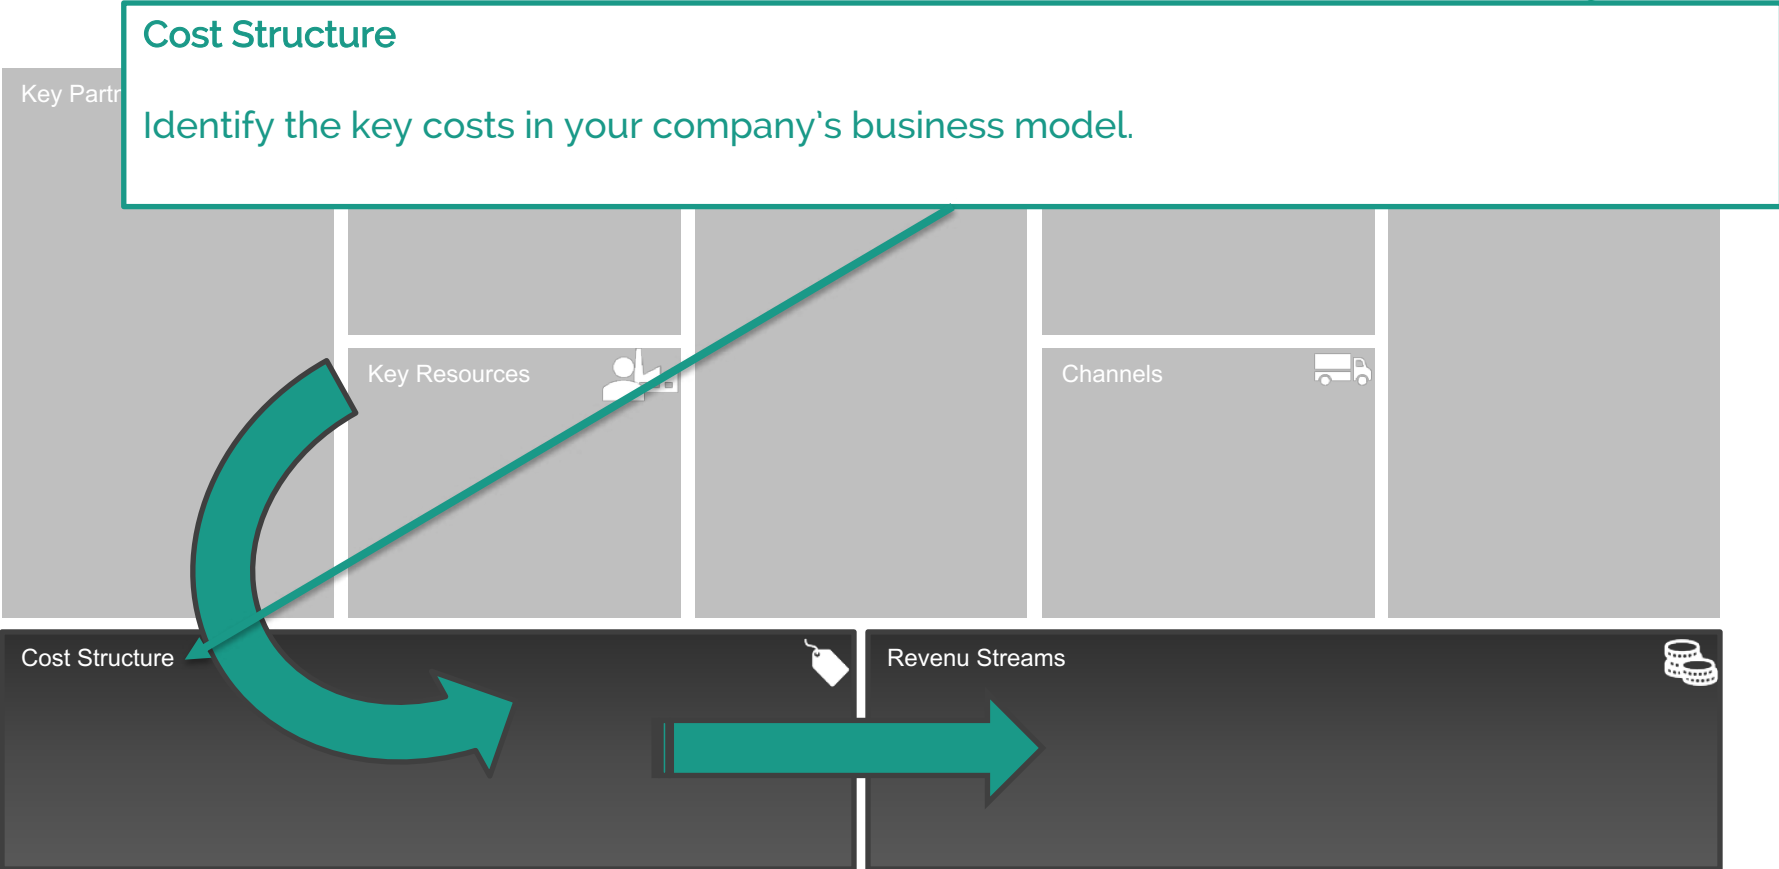 Cost Structure
Identify the key costs in your company's business model.
Key Partn
Key Resources
Channels
Cost Structure
Revenu Streams